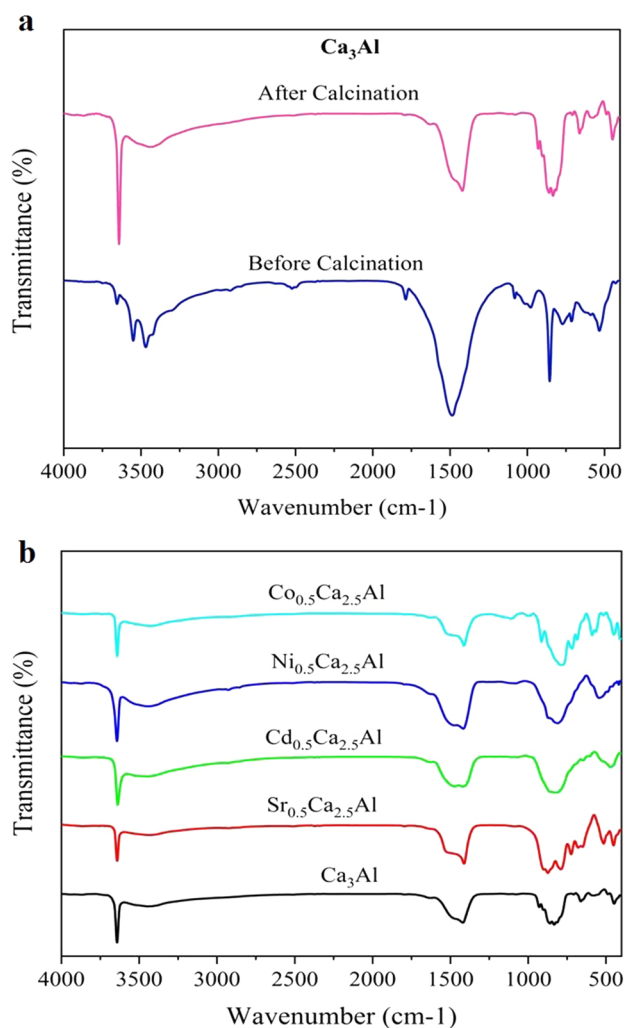 a
Ca₃Al
After Calcination
Before Calcination
Transmittance (%)
4000 3500 3000 2500 2000 1500 1000 500
Wavenumber (cm-1)
b
Co₀.₅Ca₂.₅Al
Ni₀.₅Ca₂.₅Al
Cd₀.₅Ca₂.₅Al
Sr₀.₅Ca₂.₅Al
Ca₃Al
Transmittance (%)
4000 3500 3000 2500 2000 1500 1000 500
Wavenumber (cm-1)